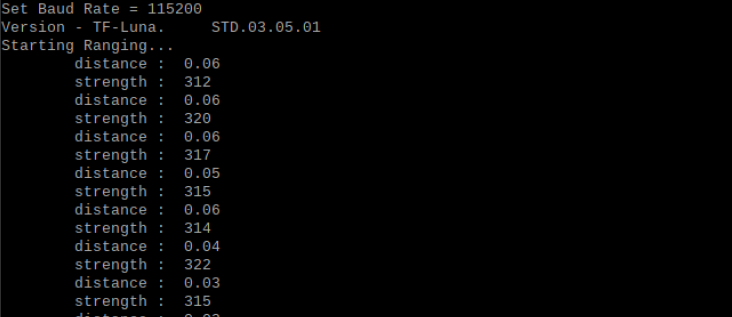 Set Baud Rate = 115200
Version - TF-Luna.     STD.03.05.01
Starting Ranging...
distance :  0.06
strength :  312
distance :  0.06
strength :  320
distance :  0.06
strength :  317
distance :  0.05
strength :  315
distance :  0.06
strength :  314
distance :  0.04
strength :  322
distance :  0.03
strength :  315